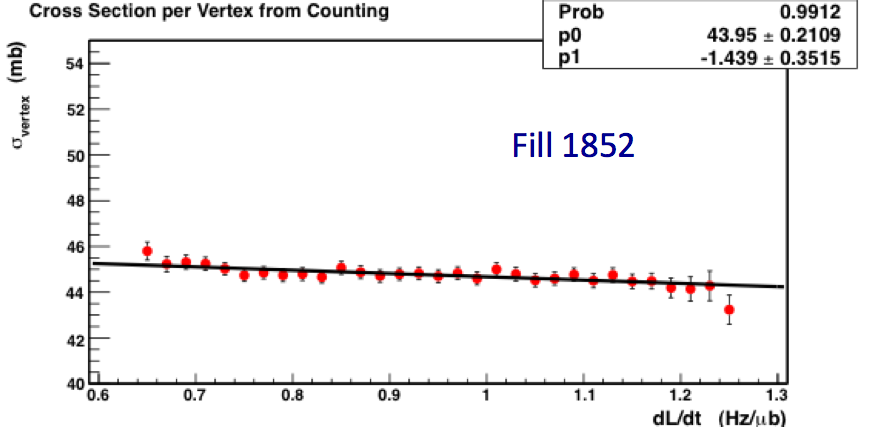 Cross Section per Vertex from Counting
Prob 0.9912
p0 43.95 ± 0.2109
p1 -1.439 ± 0.3515
σvertex (mb)
Fill 1852
54
52
50
48
46
44
42
40
0.6 0.7 0.8 0.9 1 1.1 1.2 1.3
dL/dt (Hz/μb)